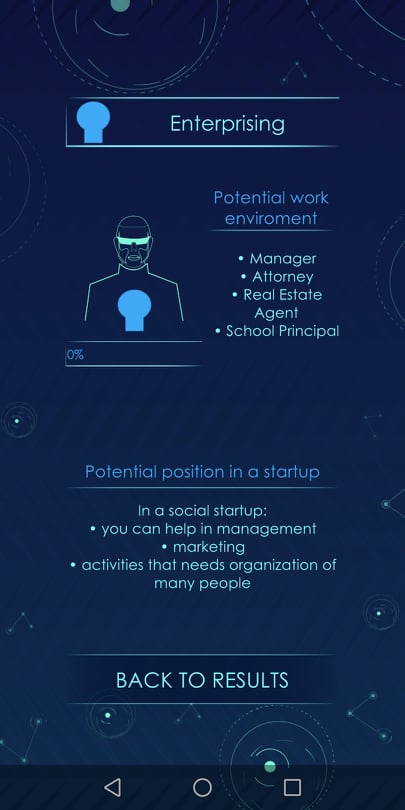 Enterprising
Potential work
enviroment
• Manager
• Attorney
• Real Estate
Agent
• School Principal
0%
Potential position in a startup
In a social startup:
• you can help in management
• marketing
• activities that needs organization of
many people
BACK TO RESULTS